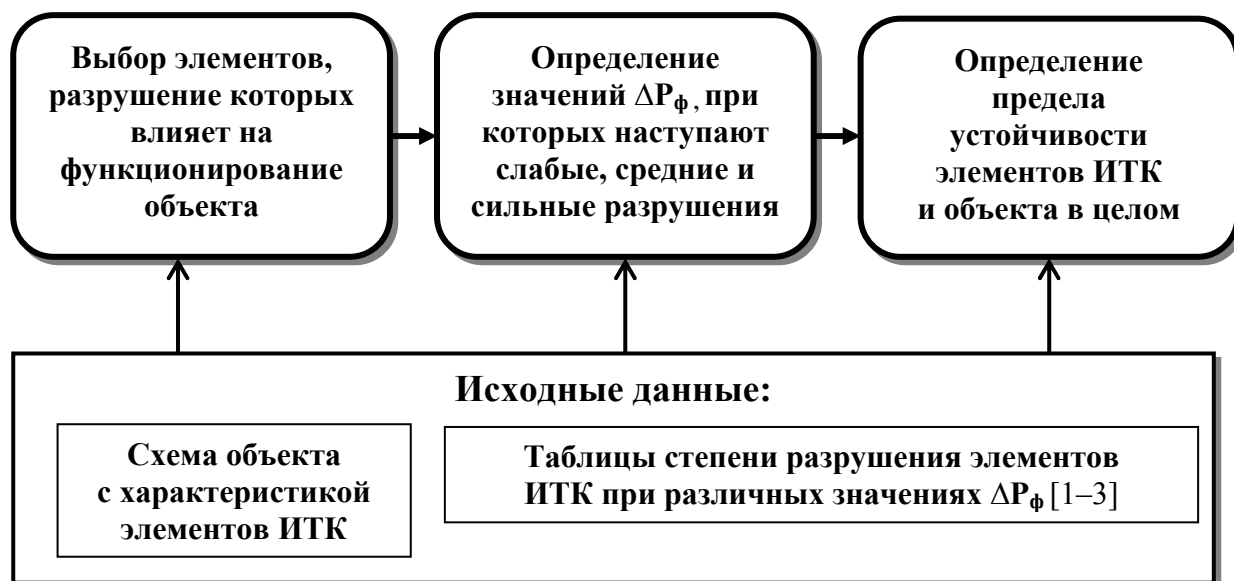 Выбор элементов,
разрушение которых
влияет на
функционирование
объекта
Определение
значений ΔPф , при
которых наступают
слабые, средние и
сильные разрушения
Определение
предела
устойчивости
элементов ИТК
и объекта в целом
Исходные данные:
Схема объекта
с характеристикой
элементов ИТК
Таблицы степени разрушения элементов
ИТК при различных значениях ΔPф [1–3]